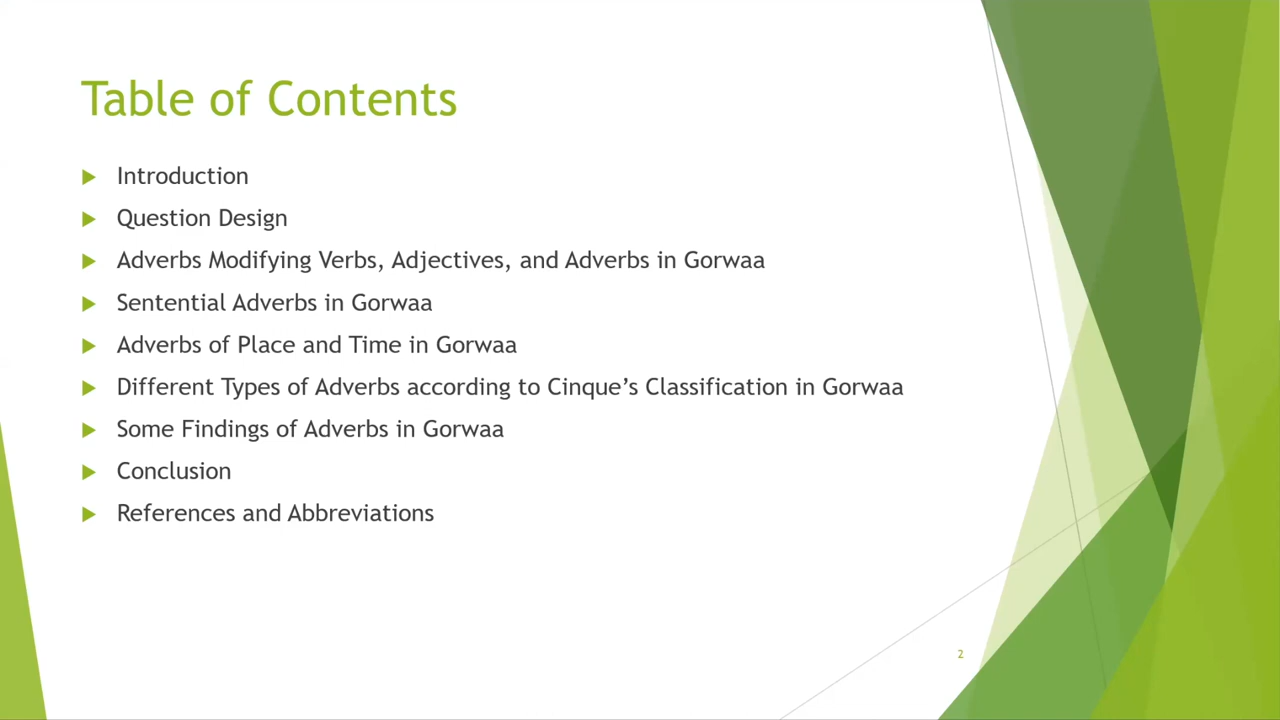 Table of Contents
Introduction
Question Design
Adverbs Modifying Verbs, Adjectives, and Adverbs in Gorwaa
Sentential Adverbs in Gorwaa
Adverbs of Place and Time in Gorwaa
Different Types of Adverbs according to Cinque’s Classification in Gorwaa
Some Findings of Adverbs in Gorwaa
Conclusion
References and Abbreviations
2